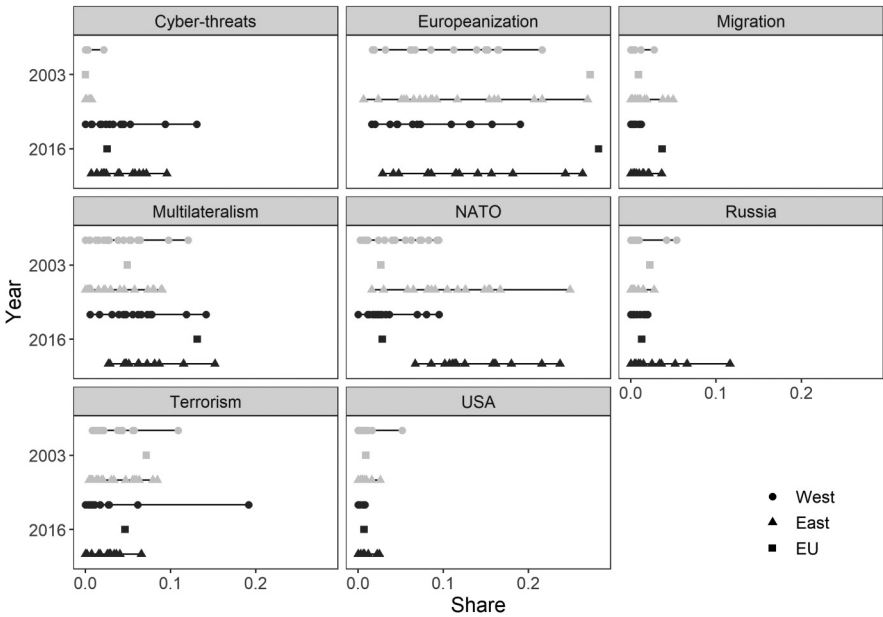 Cyber-threats Europeanization Migration
2003
2016
Multilateralism NATO Russia
2003
2016
0.0 0.1 0.2
Terrorism USA
2003
2016
0.0 0.1 0.2 0.0 0.1 0.2
Year
Share
West
East
EU